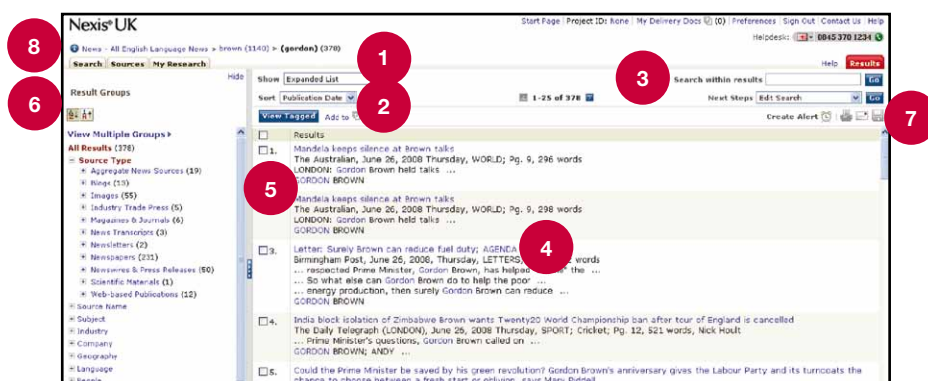 Nexis® UK
Start Page | Project ID: None | My Delivery Docs (0) | Preferences | Sign Out | Contact Us | Help
Helpdesk: 0845 370 1234
8
News - All English Language News > brown (1140) > (gordon) (378)
1
Search Sources My Research
Help Results
Hide
Show Expanded List
3
Search within results Go
6
Result Groups
Sort Publication Date
2
1-25 of 378
Next Steps Edit Search Go
View Tagged Add to
Create Alert
7
View Multiple Groups
Results
All Results (378)
Source Type
Aggregate News Sources (19)
Blogs (13)
Images (55)
Industry Trade Press (5)
Magazines & Journals (6)
News Transcripts (3)
Newsletters (2)
Newspapers (231)
Newswires & Press Releases (50)
Scientific Materials (1)
Web-based Publications (12)
Source Name
Subject
Industry
Company
Geography
Language
People
1. Mandela keeps silence at Brown talks
The Australian, June 26, 2008 Thursday, WORLD; Pg. 9, 296 words
LONDON: Gordon Brown held talks ...
GORDON BROWN
5
Mandela keeps silence at Brown talks
The Australian, June 26, 2008 Thursday, WORLD; Pg. 9, 298 words
LONDON: Gordon Brown held talks ...
GORDON BROWN
4
3. Letter: Surely Brown can reduce fuel duty; AGENDA
Birmingham Post, June 26, 2008, Thursday, LETTERS, words
... respected Prime Minister, Gordon Brown, has helped the ...
... So what else can Gordon Brown do to help the poor ...
... energy production, then surely Gordon Brown can reduce ...
GORDON BROWN
4. India block isolation of Zimbabwe Brown wants Twenty20 World Championship ban after tour of England is cancelled
The Daily Telegraph (LONDON), June 26, 2008 Thursday, SPORT; Cricket; Pg. 12, 521 words, Nick Hoult
... Prime Minister's questions, Gordon Brown called on ...
GORDON BROWN; ANDY ...
5. Could the Prime Minister be saved by his green revolution? Gordon Brown's anniversary gives the Labour Party and its turncoats the
chance to choose between a fresh start or oblivion, says Mary Riddell